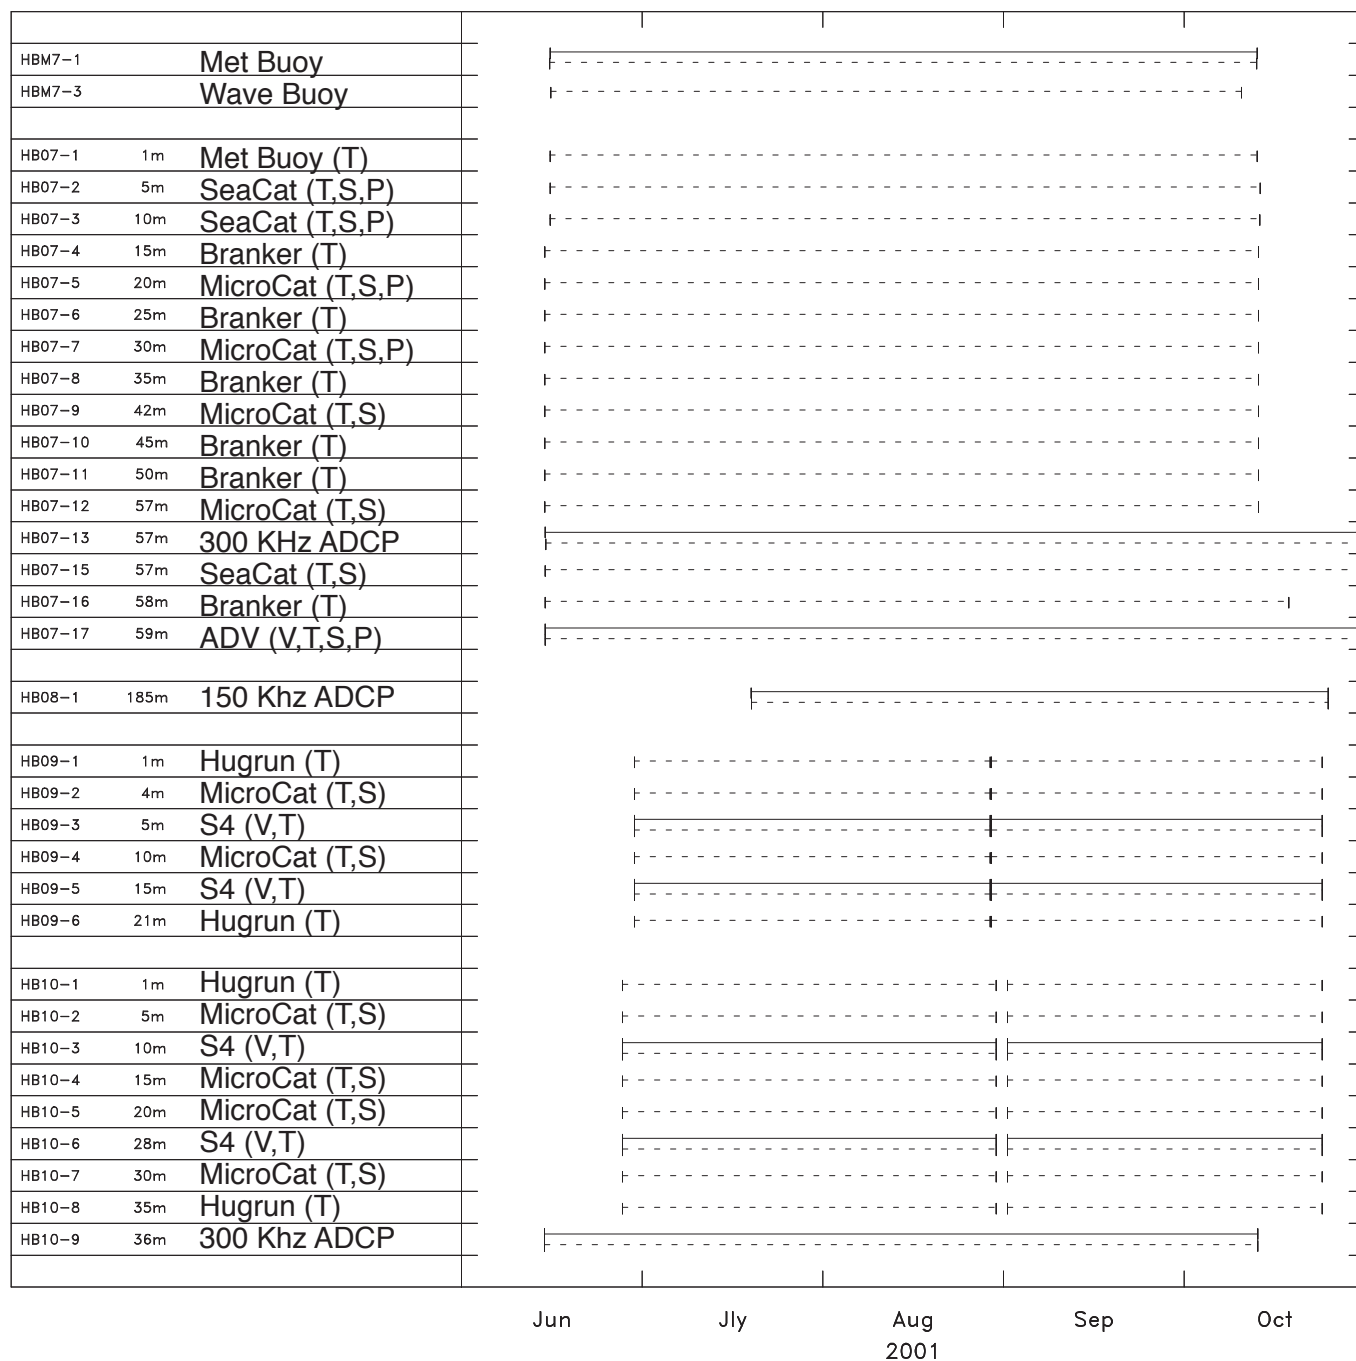 HBM7-1 Met Buoy
HBM7-3 Wave Buoy
HB07-1 1m Met Buoy (T)
HB07-2 5m SeaCat (T,S,P)
HB07-3 10m SeaCat (T,S,P)
HB07-4 15m Branker (T)
HB07-5 20m MicroCat (T,S,P)
HB07-6 25m Branker (T)
HB07-7 30m MicroCat (T,S,P)
HB07-8 35m Branker (T)
HB07-9 42m MicroCat (T,S)
HB07-10 45m Branker (T)
HB07-11 50m Branker (T)
HB07-12 57m MicroCat (T,S)
HB07-13 57m 300 KHz ADCP
HB07-15 57m SeaCat (T,S)
HB07-16 58m Branker (T)
HB07-17 59m ADV (V,T,S,P)
HB08-1 185m 150 Khz ADCP
HB09-1 1m Hugrun (T)
HB09-2 4m MicroCat (T,S)
HB09-3 5m S4 (V,T)
HB09-4 10m MicroCat (T,S)
HB09-5 15m S4 (V,T)
HB09-6 21m Hugrun (T)
HB10-1 1m Hugrun (T)
HB10-2 5m MicroCat (T,S)
HB10-3 10m S4 (V,T)
HB10-4 15m MicroCat (T,S)
HB10-5 20m MicroCat (T,S)
HB10-6 28m S4 (V,T)
HB10-7 30m MicroCat (T,S)
HB10-8 35m Hugrun (T)
HB10-9 36m 300 Khz ADCP
Jun Jly Aug Sep Oct
2001